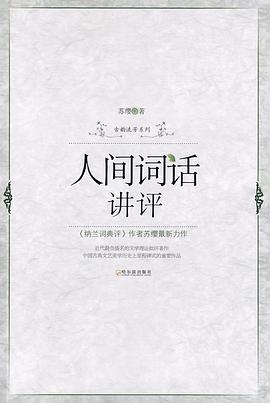 苏缨 著
古韵流芳系列
人间词话
讲评
《纳兰词典评》作者苏缨最新力作
近代最负盛名的文学理论批评著作
中国古典文艺美学历史上里程碑式的重要作品
哈尔滨出版社